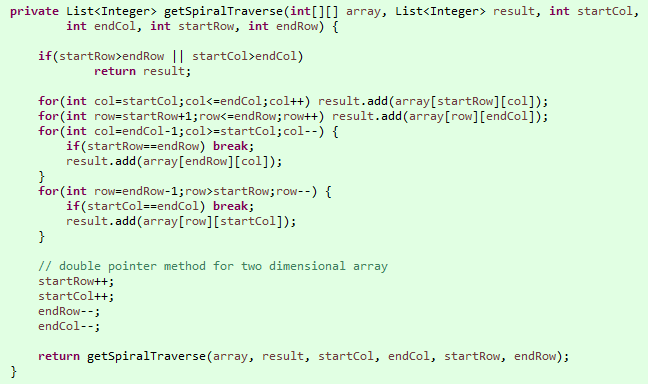 private List<Integer> getSpiralTraverse(int[][] array, List<Integer> result, int startCol,
        int endCol, int startRow, int endRow) {

    if(startRow>endRow || startCol>endCol)
            return result;

    for(int col=startCol;col<=endCol;col++) result.add(array[startRow][col]);
    for(int row=startRow+1;row<=endRow;row++) result.add(array[row][endCol]);
    for(int col=endCol-1;col>=startCol;col--) {
        if(startRow==endRow) break;
        result.add(array[endRow][col]);
    }
    for(int row=endRow-1;row>startRow;row--) {
        if(startCol==endCol) break;
        result.add(array[row][startCol]);
    }

    // double pointer method for two dimensional array
    startRow++;
    startCol++;
    endRow--;
    endCol--;

    return getSpiralTraverse(array, result, startCol, endCol, startRow, endRow);
}